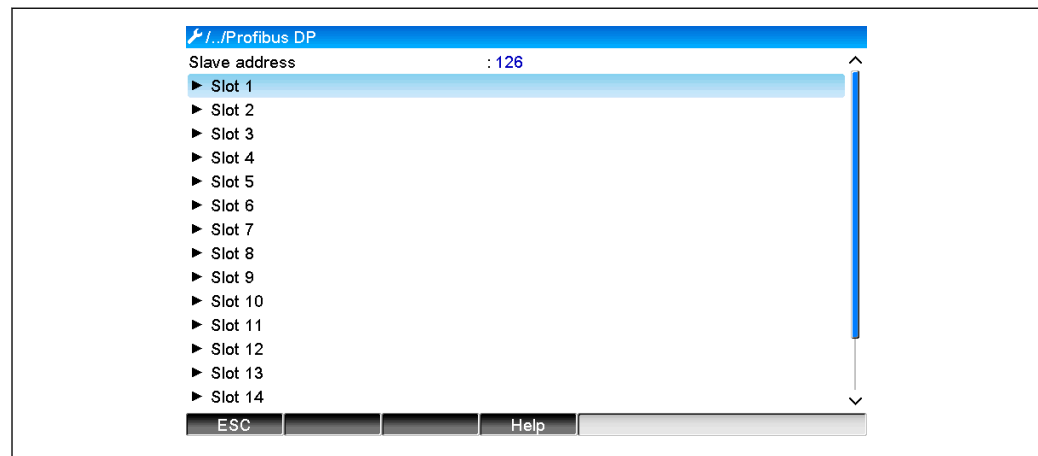 /../Profibus DP
Slave address : 126
► Slot 1
► Slot 2
► Slot 3
► Slot 4
► Slot 5
► Slot 6
► Slot 7
► Slot 8
► Slot 9
► Slot 10
► Slot 11
► Slot 12
► Slot 13
► Slot 14
ESC Help